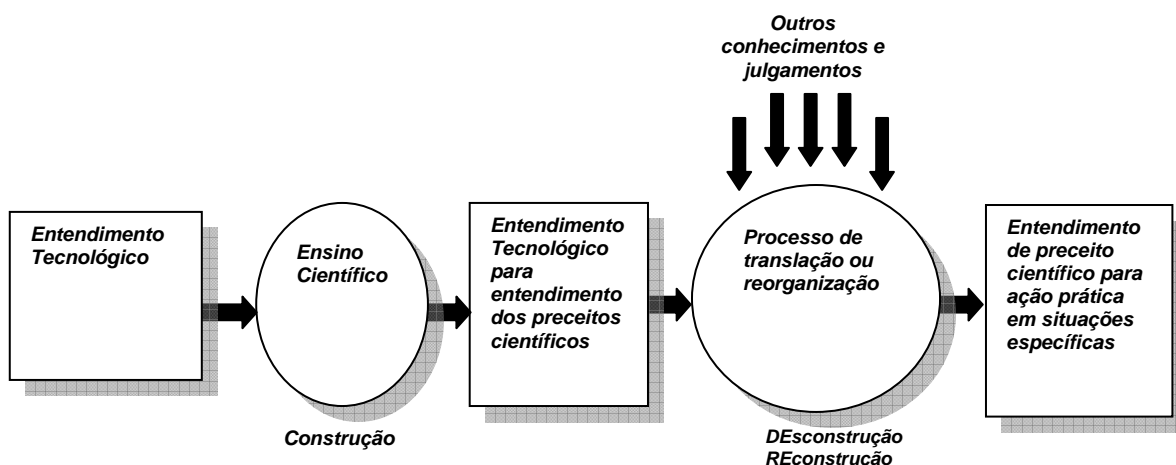 Outros
conhecimentos e
julgamentos
Entendimento
Tecnológico
Ensino
Científico
Construção
Entendimento
Tecnológico
para
entendimento
dos preceitos
científicos
Processo de
translação ou
reorganização
DEsconstrução
REconstrução
Entendimento
de preceito
científico para
ação prática
em situações
específicas